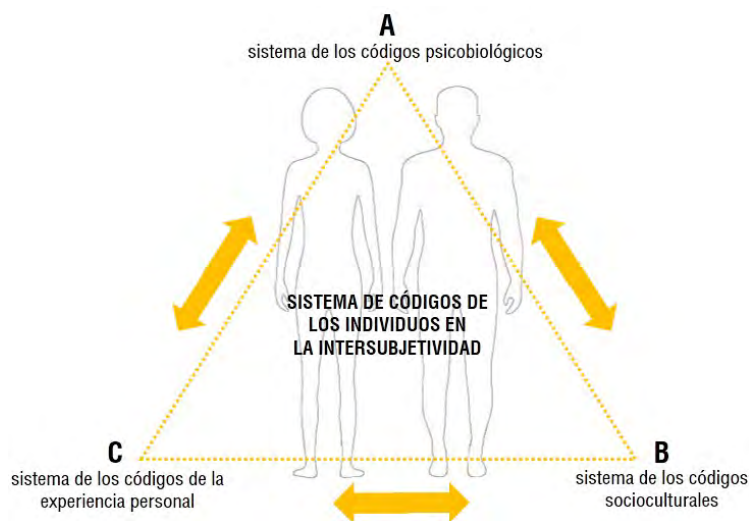 A
sistema de los códigos psicobiológicos
SISTEMA DE CÓDIGOS DE
LOS INDIVIDUOS EN
LA INTERSUBJETIVIDAD
C
sistema de los códigos de la
experiencia personal
B
sistema de los códigos
socioculturales